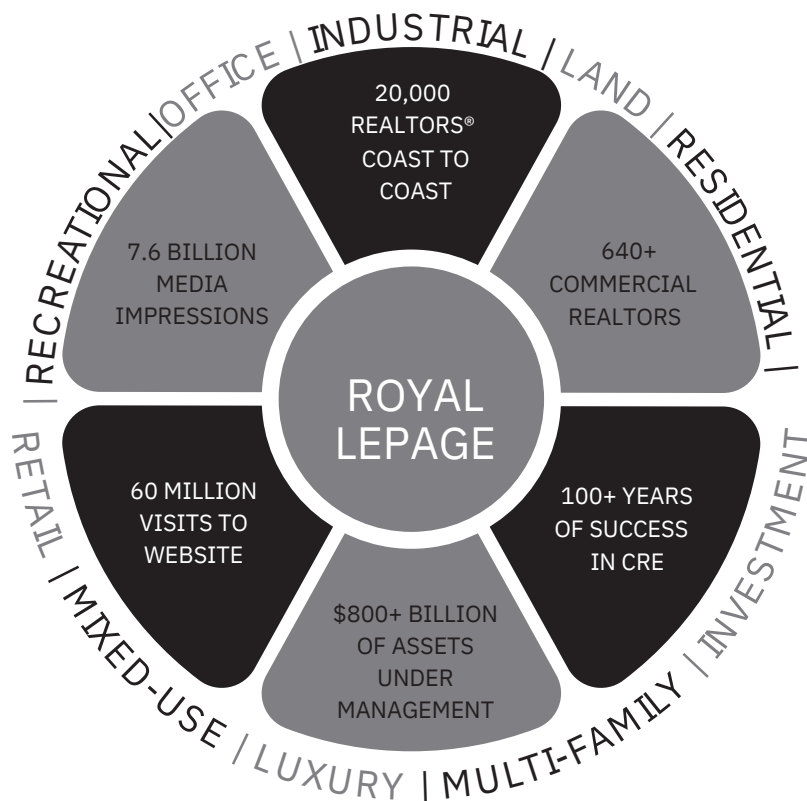 RECREATIONAL | OFFICE | INDUSTRIAL | LAND | RESIDENTIAL |
INVESTMENT
| RETAIL | MIXED-USE | LUXURY | MULTI-FAMILY |
20,000
REALTORS®
COAST TO
COAST
7.6 BILLION
MEDIA
IMPRESSIONS
640+
COMMERCIAL
REALTORS
ROYAL
LEPAGE
60 MILLION
VISITS TO
WEBSITE
100+ YEARS
OF SUCCESS
IN CRE
$800+ BILLION
OF ASSETS
UNDER
MANAGEMENT